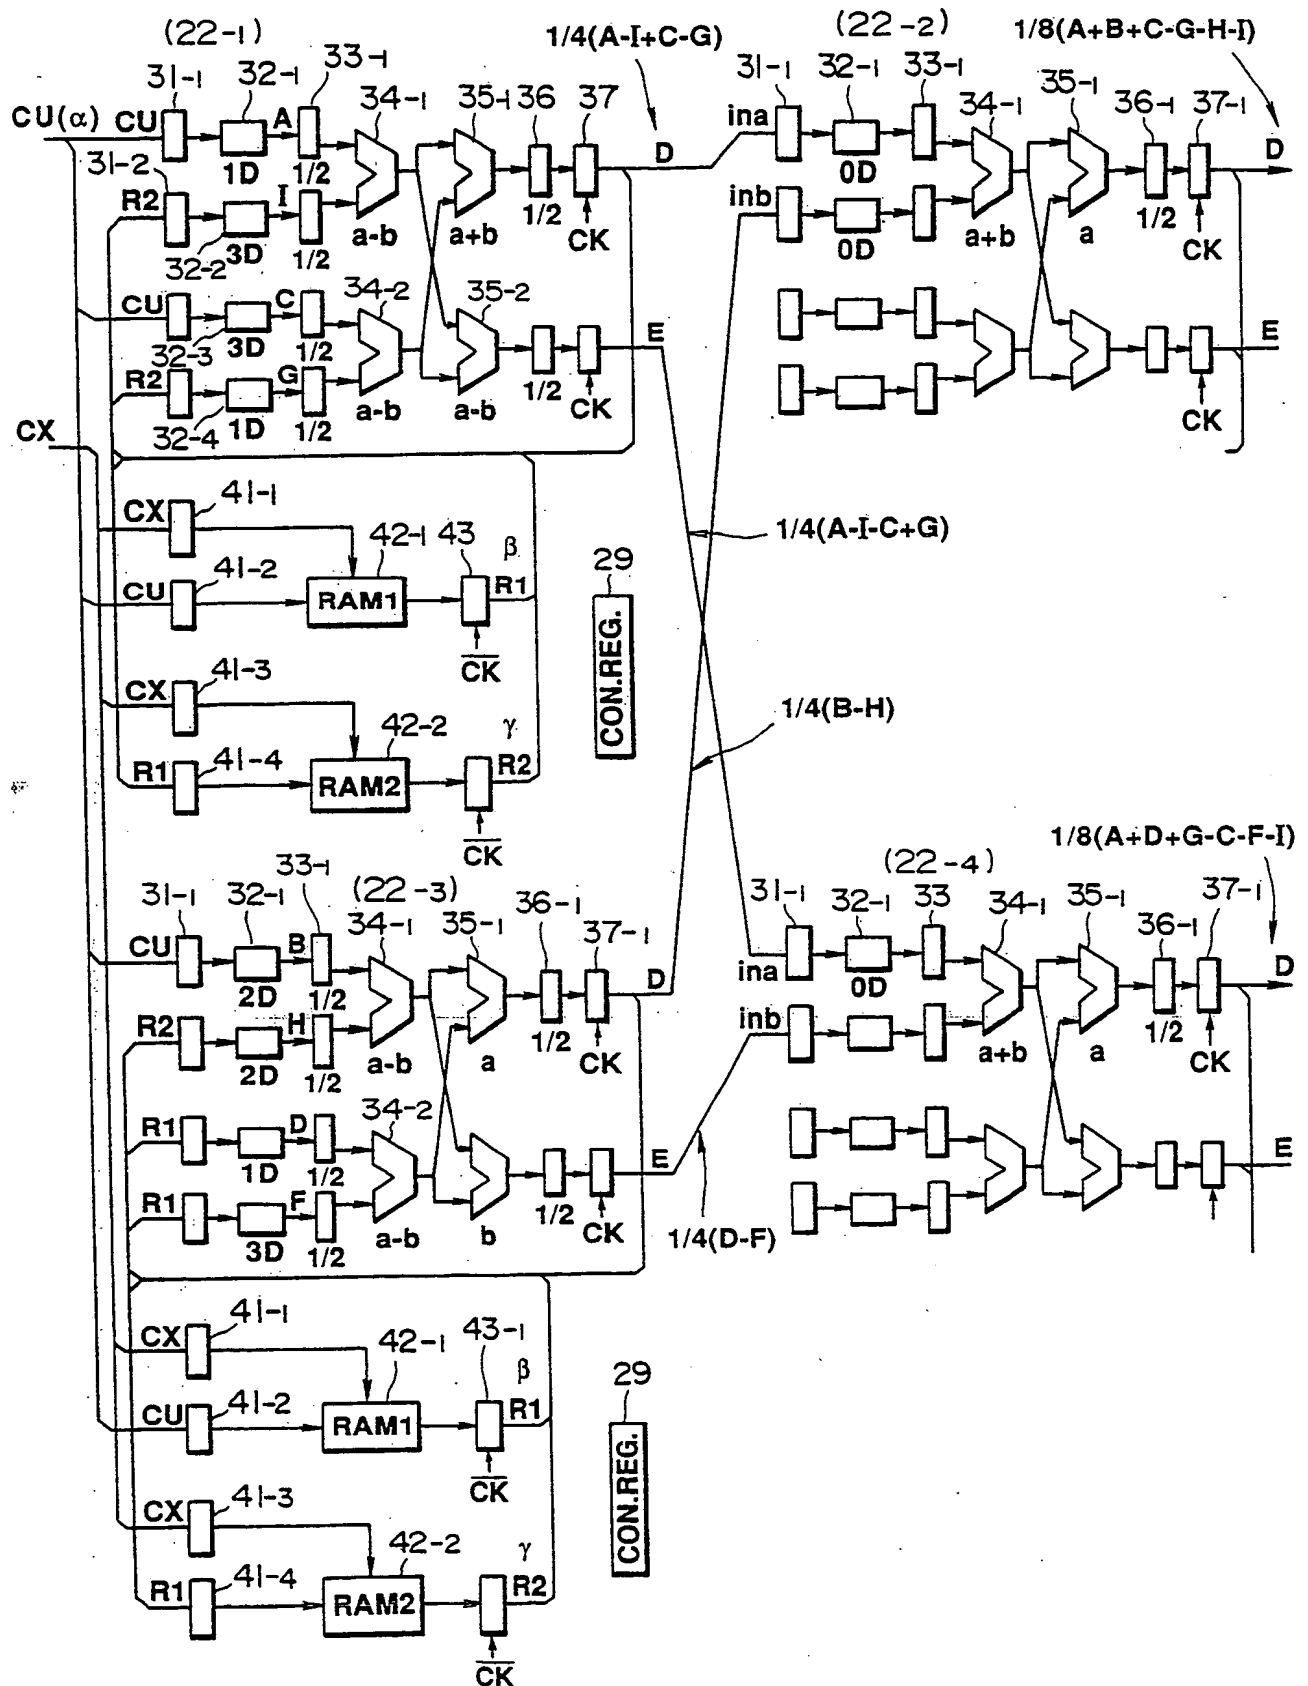 (22-1) 1/4(A-I+C-G) (22-2) 1/8(A+B+C-G-H-I)
31-1 32-1 33-1 34-1 35-1 36 37 31-1 32-1 33-1 34-1 35-1 36-1 37-1
CU(α) CU A ina D D
31-2 1D 1/2 0D
R2 I inb
32-2 3D 1/2 a-b a+b 1/2 CK 0D a+b a 1/2 CK
CU C 34-2 35-2 E E
32-3 3D 1/2
R2 G 1/2 CK CK
32-4 1D 1/2 a-b a-b
CX
CX 41-1 42-1 43 β 29 1/4(A-I-C+G)
CU 41-2 RAM1 R1 CON.REG.
CK
CX 41-3 42-2 γ 1/4(B-H)
R1 41-4 RAM2 R2
CK
1/8(A+D+G-C-F-I)
31-1 32-1 33-1 (22-3) 34-1 35-1 36-1 37-1 (22-4) 31-1 32-1 33 34-1 35-1 36-1 37-1
CU B D ina D
2D 1/2 0D
R2 H inb
2D 1/2 a-b a 1/2 CK a+b a 1/2 CK
R1 D 34-2 E E
1D 1/2
R1 F 1/2 CK
3D 1/2 a-b b 1/4(D-F)
CX 41-1 42-1 43-1 β 29
CU 41-2 RAM1 R1 CON.REG.
CK
CX 41-3 42-2 γ
R1 41-4 RAM2 R2
CK